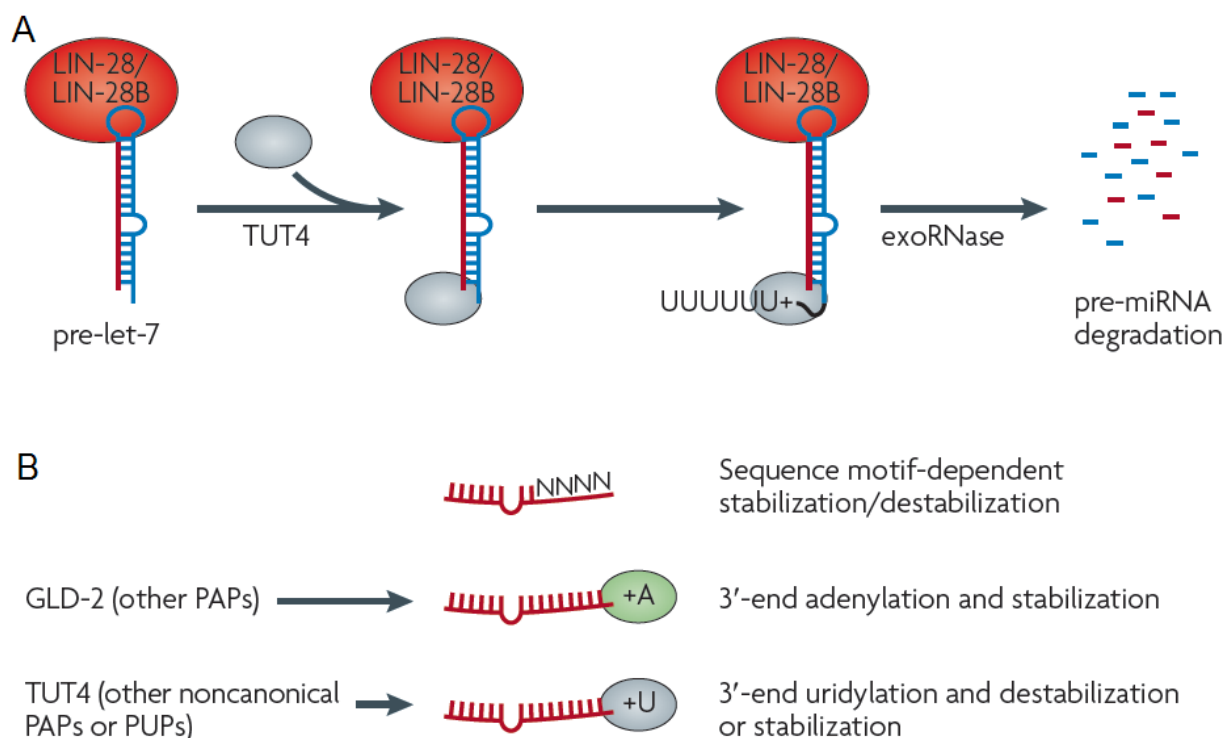 A
LIN-28/
LIN-28B
LIN-28/
LIN-28B
LIN-28/
LIN-28B
TUT4
exoRNase
UUUUUU+
pre-let-7
pre-miRNA
degradation
B
NNNN
Sequence motif-dependent
stabilization/destabilization
GLD-2 (other PAPs)
+A
3′-end adenylation and stabilization
TUT4 (other noncanonical
PAPs or PUPs)
+U
3′-end uridylation and destabilization
or stabilization